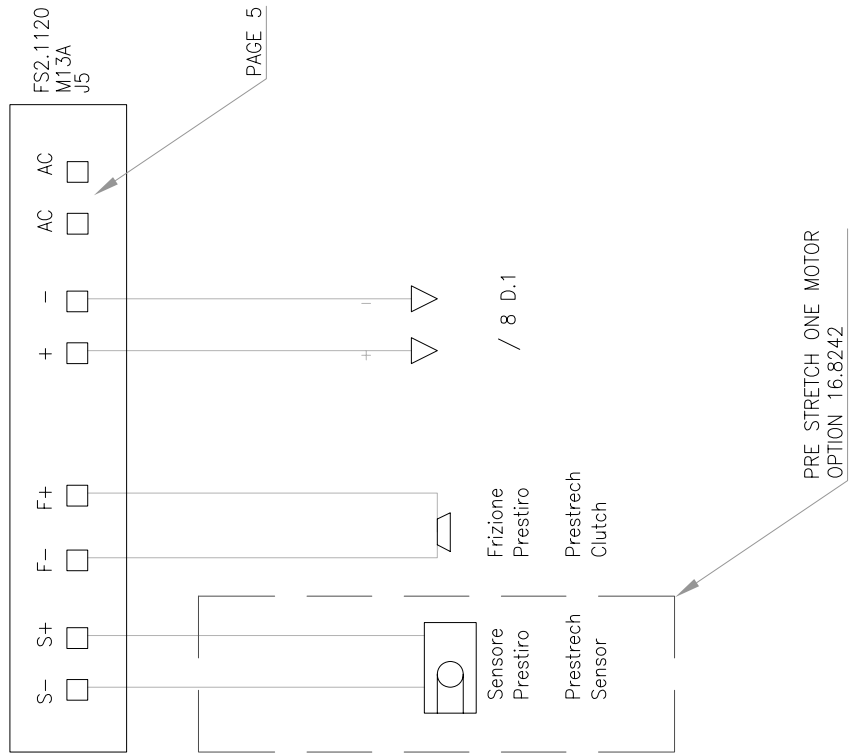 S-
S+
F-
F+
+
-
AC
AC
FS2.1120
M13A
J5
PAGE 5
+
-
/ 8 D.1
Sensore
Prestiro
Prestrech
Sensor
Frizione
Prestiro
Prestrech
Clutch
PRE STRETCH ONE MOTOR
OPTION 16.8242